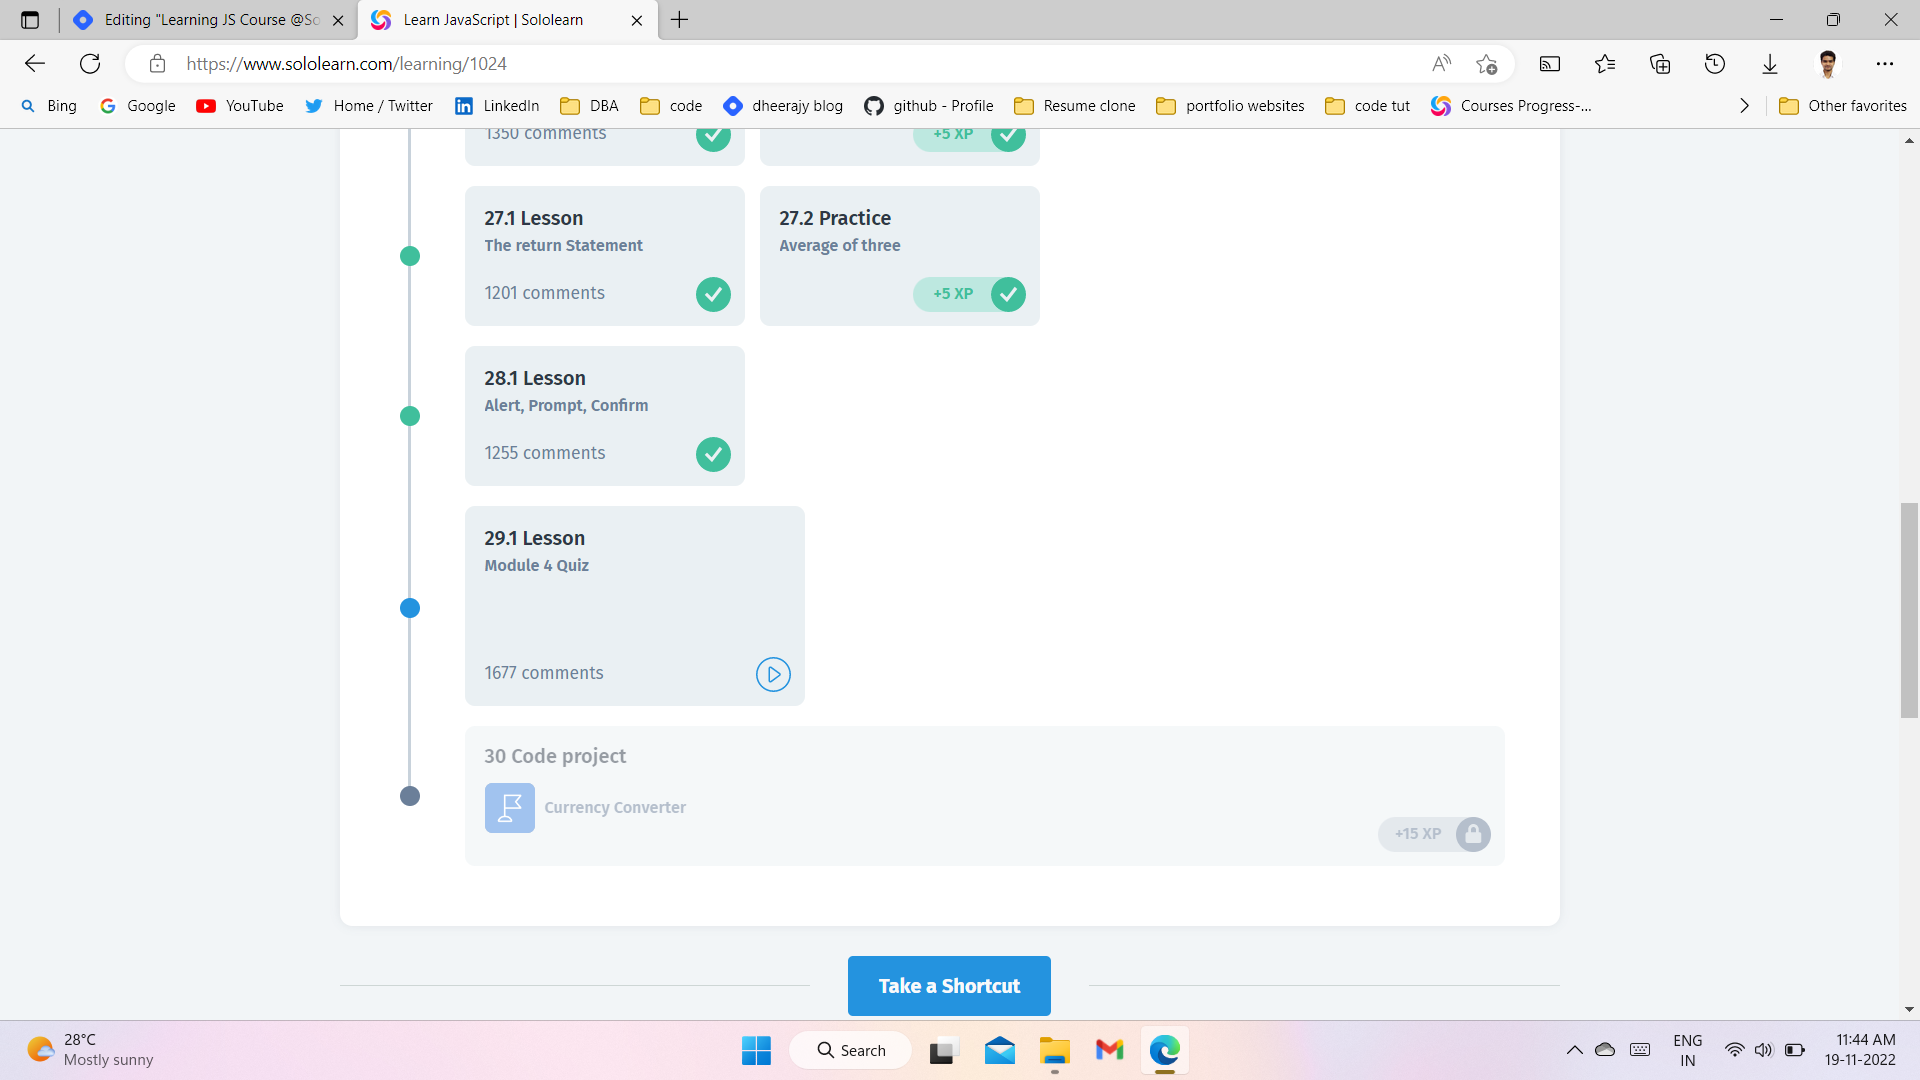 Editing "Learning JS Course @So
Learn JavaScript | Sololearn
https://www.sololearn.com/learning/1024
Bing
Google
YouTube
Home / Twitter
LinkedIn
DBA
code
dheerajy blog
github - Profile
Resume clone
portfolio websites
code tut
Courses Progress-...
Other favorites
1350 comments
+5 XP
27.1 Lesson
The return Statement
1201 comments
27.2 Practice
Average of three
+5 XP
28.1 Lesson
Alert, Prompt, Confirm
1255 comments
29.1 Lesson
Module 4 Quiz
1677 comments
30 Code project
Currency Converter
+15 XP
Take a Shortcut
28°C
Mostly sunny
Search
ENG
IN
11:44 AM
19-11-2022